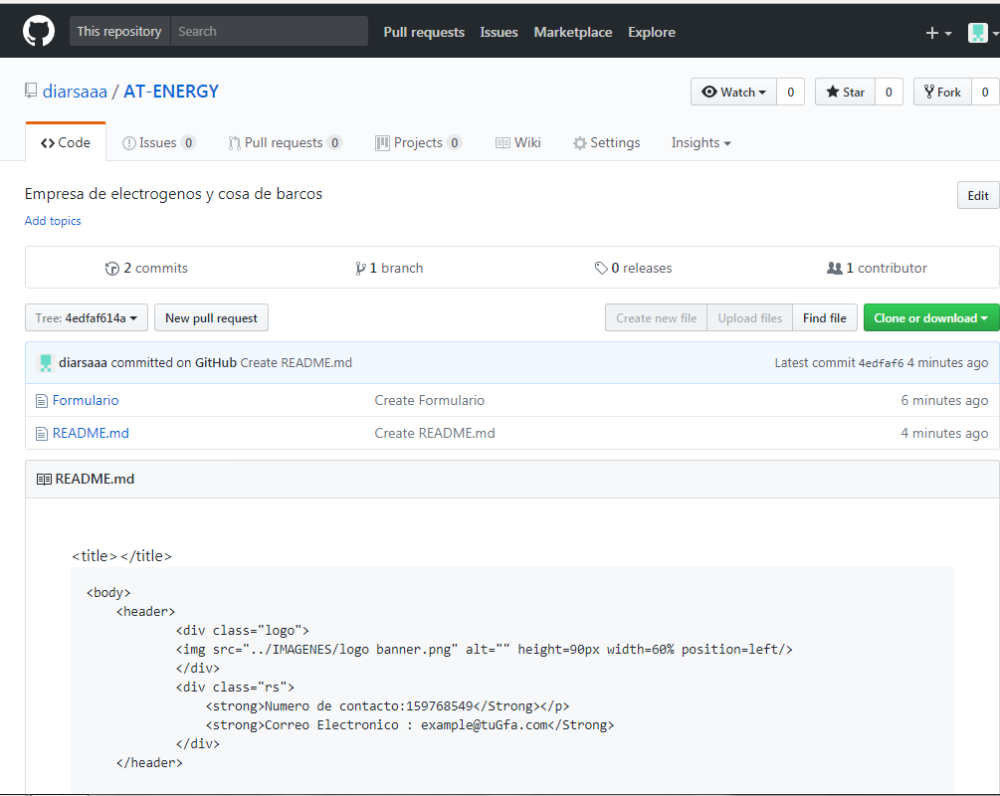 This repository Search Pull requests Issues Marketplace Explore
diarsaaa / AT-ENERGY Watch 0 Star 0 Fork 0
Code Issues 0 Pull requests 0 Projects 0 Wiki Settings Insights
Empresa de electrogenos y cosa de barcos Edit
Add topics
2 commits 1 branch 0 releases 1 contributor
Tree: 4edfaf614a New pull request Create new file Upload files Find file Clone or download
diarsaaa committed on GitHub Create README.md Latest commit 4edfaf6 4 minutes ago
Formulario Create Formulario 6 minutes ago
README.md Create README.md 4 minutes ago
README.md
<title></title>
<body>
<header>
<div class="logo">
<img src="../IMAGENES/logo banner.png" alt="" height=90px width=60% position=left/>
</div>
<div class="rs">
<strong>Numero de contacto:159768549</Strong></p>
<strong>Correo Electronico : example@tuGfa.com</Strong>
</div>
</header>